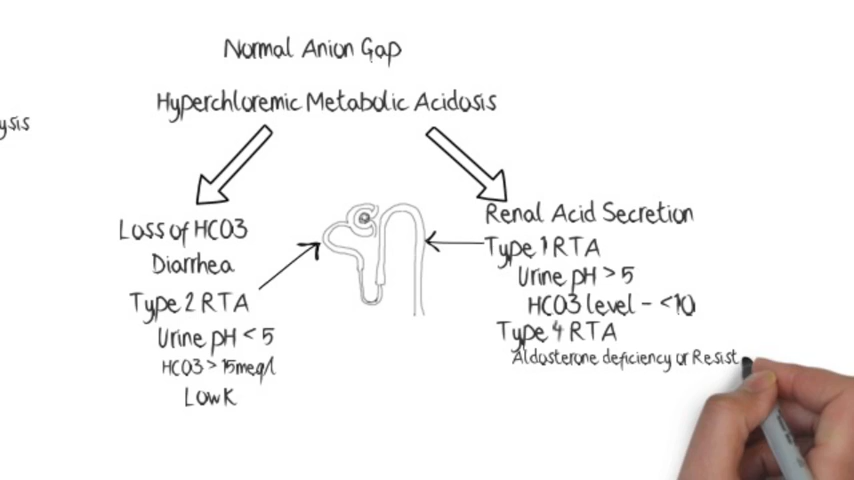 Normal Anion Gap
Hyperchloremic Metabolic Acidosis
ysis
Loss of HCO3
Diarrhea
Type 2 RTA
Urine pH < 5
HCO3 > 15meq/l
Low K
Renal Acid Secretion
Type 1 RTA
Urine pH > 5
HCO3 level - <10
Type 4 RTA
Aldosterone deficiency or Resist